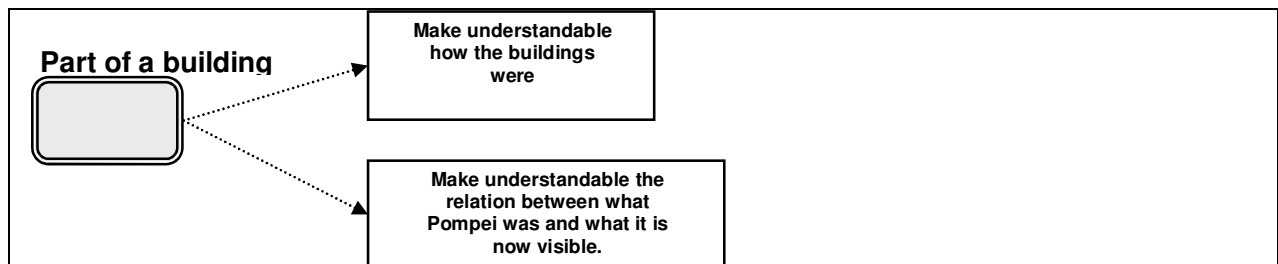 Part of a building
Make understandable
how the buildings
were
Make understandable the
relation between what
Pompei was and what it is
now visible.